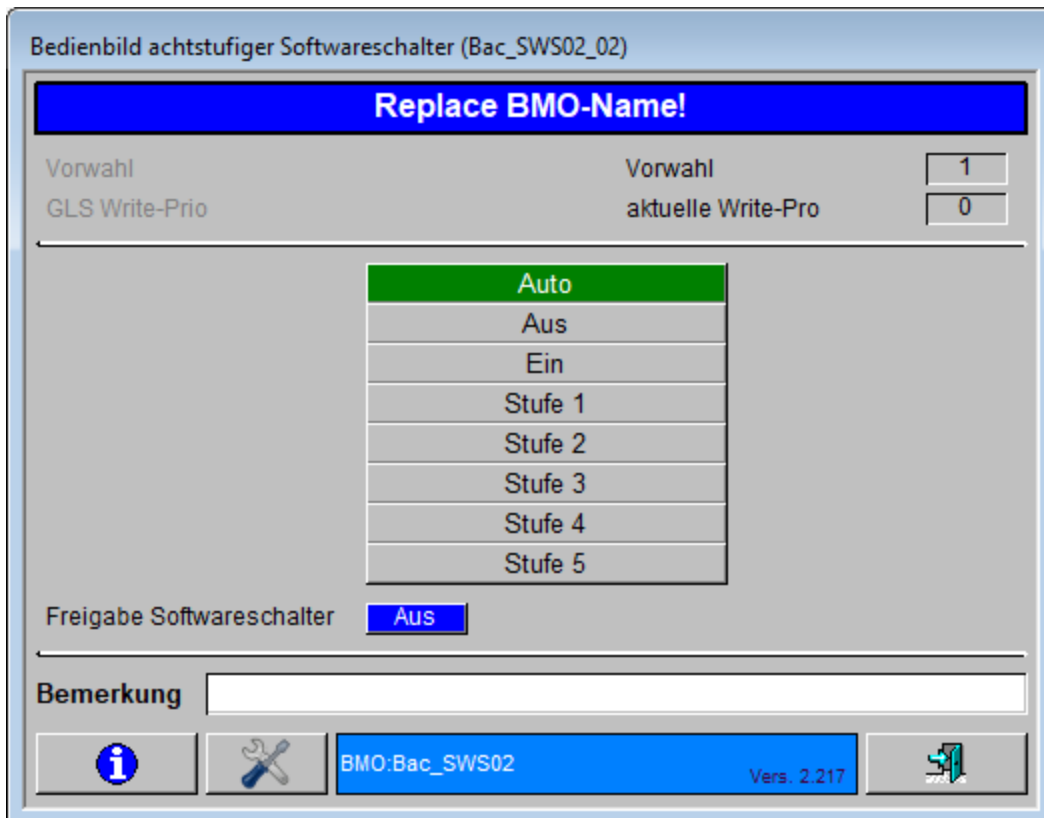 Bedienbild achtstufiger Softwareschalter (Bac_SWS02_02)
Replace BMO-Name!
Vorwahl Vorwahl 1
GLS Write-Prio aktuelle Write-Pro 0
Auto
Aus
Ein
Stufe 1
Stufe 2
Stufe 3
Stufe 4
Stufe 5
Freigabe Softwareschalter Aus
Bemerkung
BMO:Bac_SWS02 Vers. 2.217